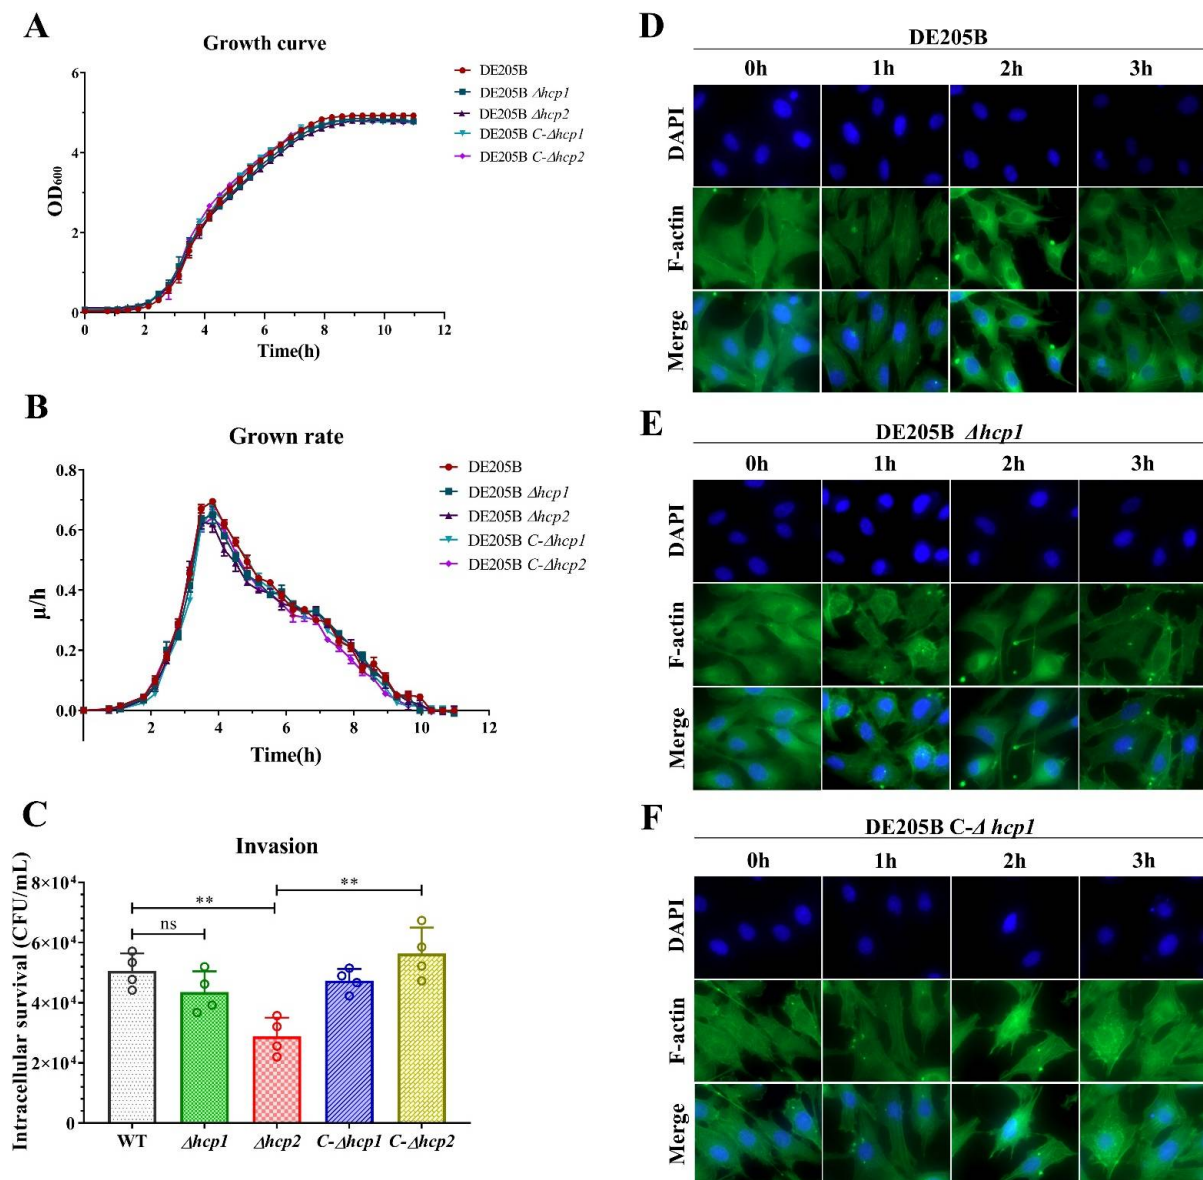 A
Growth curve
OD₆₀₀
6
4
2
0
0 2 4 6 8 10 12
Time(h)
DE205B
DE205B Δhcp1
DE205B Δhcp2
DE205B C-Δhcp1
DE205B C-Δhcp2
B
Grown rate
μ/h
0.8
0.6
0.4
0.2
0.0
0 2 4 6 8 10 12
Time(h)
DE205B
DE205B Δhcp1
DE205B Δhcp2
DE205B C-Δhcp1
DE205B C-Δhcp2
C
Invasion
Intracellular survival (CFU/mL)
8×10⁴
6×10⁴
4×10⁴
2×10⁴
0
**
**
ns
WT Δhcp1 Δhcp2 C-Δhcp1 C-Δhcp2
D
DE205B
0h 1h 2h 3h
DAPI
F-actin
Merge
E
DE205B Δhcp1
0h 1h 2h 3h
DAPI
F-actin
Merge
F
DE205B C-Δ hcp1
0h 1h 2h 3h
DAPI
F-actin
Merge